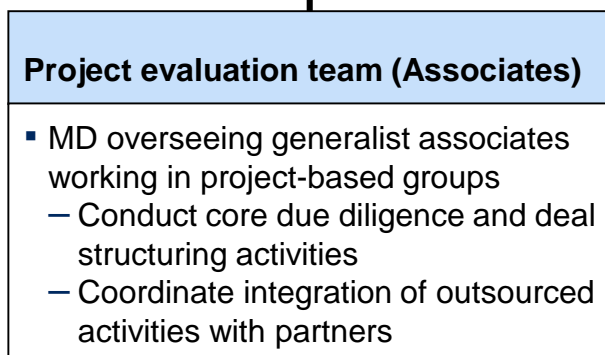 Project evaluation team (Associates)
▪ MD overseeing generalist associates
working in project-based groups
– Conduct core due diligence and deal
structuring activities
– Coordinate integration of outsourced
activities with partners